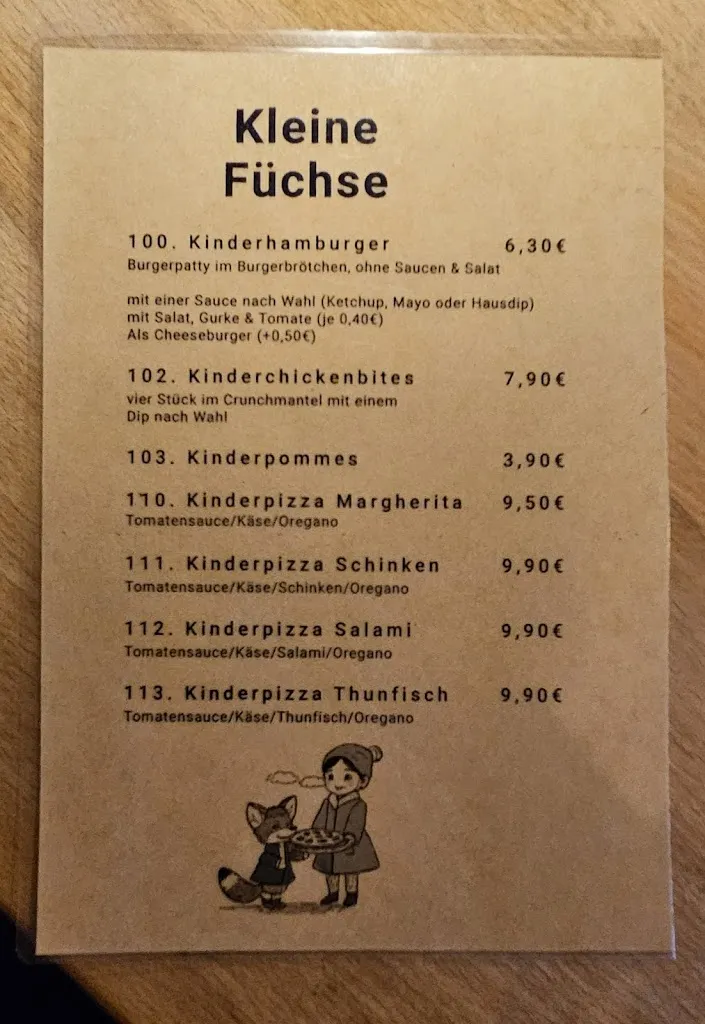 Kleine
Füchse
100. Kinderhamburger 6,30€
Burgerpatty im Burgerbrötchen, ohne Saucen & Salat
mit einer Sauce nach Wahl (Ketchup, Mayo oder Hausdip)
mit Salat, Gurke & Tomate (je 0,40€)
Als Cheeseburger (+0,50€)
102. Kinderchickenbites 7,90€
vier Stück im Crunchmantel mit einem
Dip nach Wahl
103. Kinderpommes 3,90€
110. Kinderpizza Margherita 9,50€
Tomatensauce/Käse/Oregano
111. Kinderpizza Schinken 9,90€
Tomatensauce/Käse/Schinken/Oregano
112. Kinderpizza Salami 9,90€
Tomatensauce/Käse/Salami/Oregano
113. Kinderpizza Thunfisch 9,90€
Tomatensauce/Käse/Thunfisch/Oregano